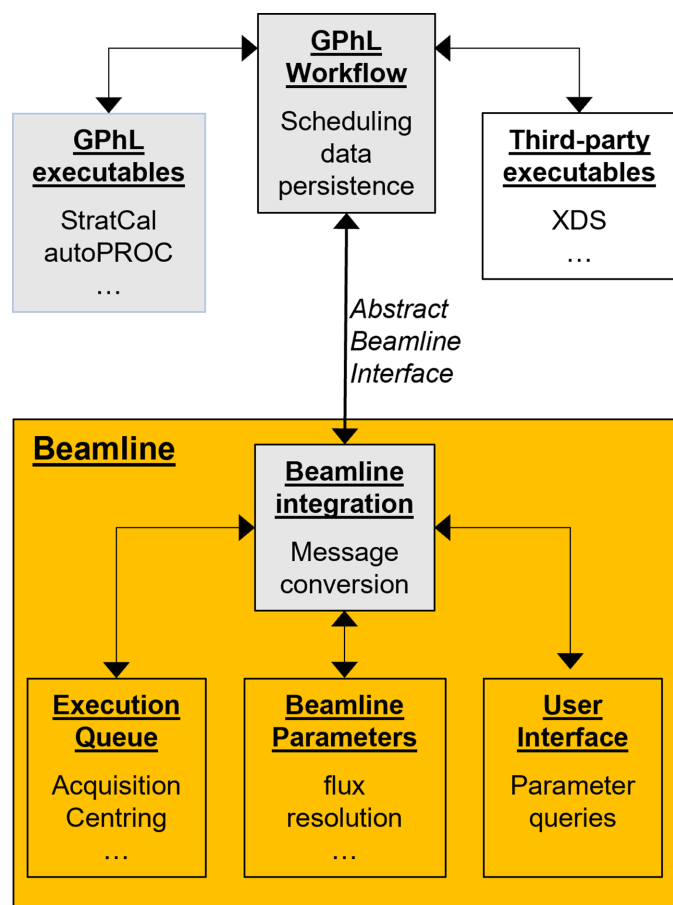 GPhL
Workflow
Scheduling
data
persistence
GPhL
executables
StratCal
autoPROC
…
Third-party
executables
XDS
…
Abstract
Beamline
Interface
Beamline
Beamline
integration
Message
conversion
Execution
Queue
Acquisition
Centring
…
Beamline
Parameters
flux
resolution
…
User
Interface
Parameter
queries